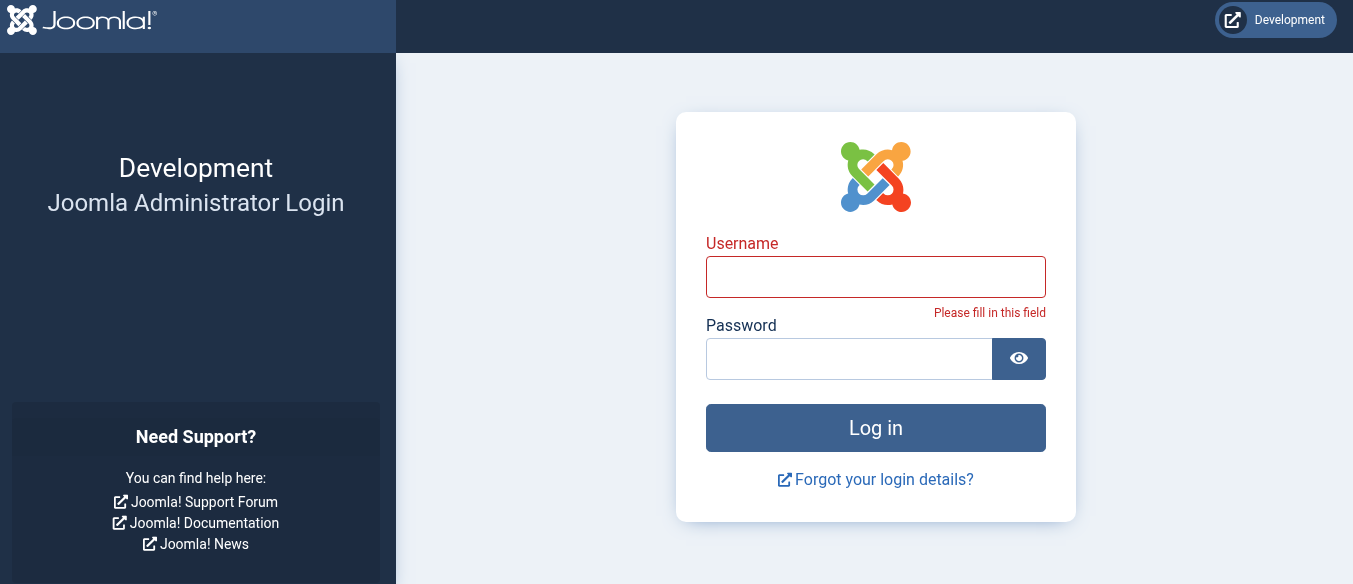 Joomla!®
Development
Development
Joomla Administrator Login
Need Support?
You can find help here:
Joomla! Support Forum
Joomla! Documentation
Joomla! News
Username
Please fill in this field
Password
Log in
Forgot your login details?